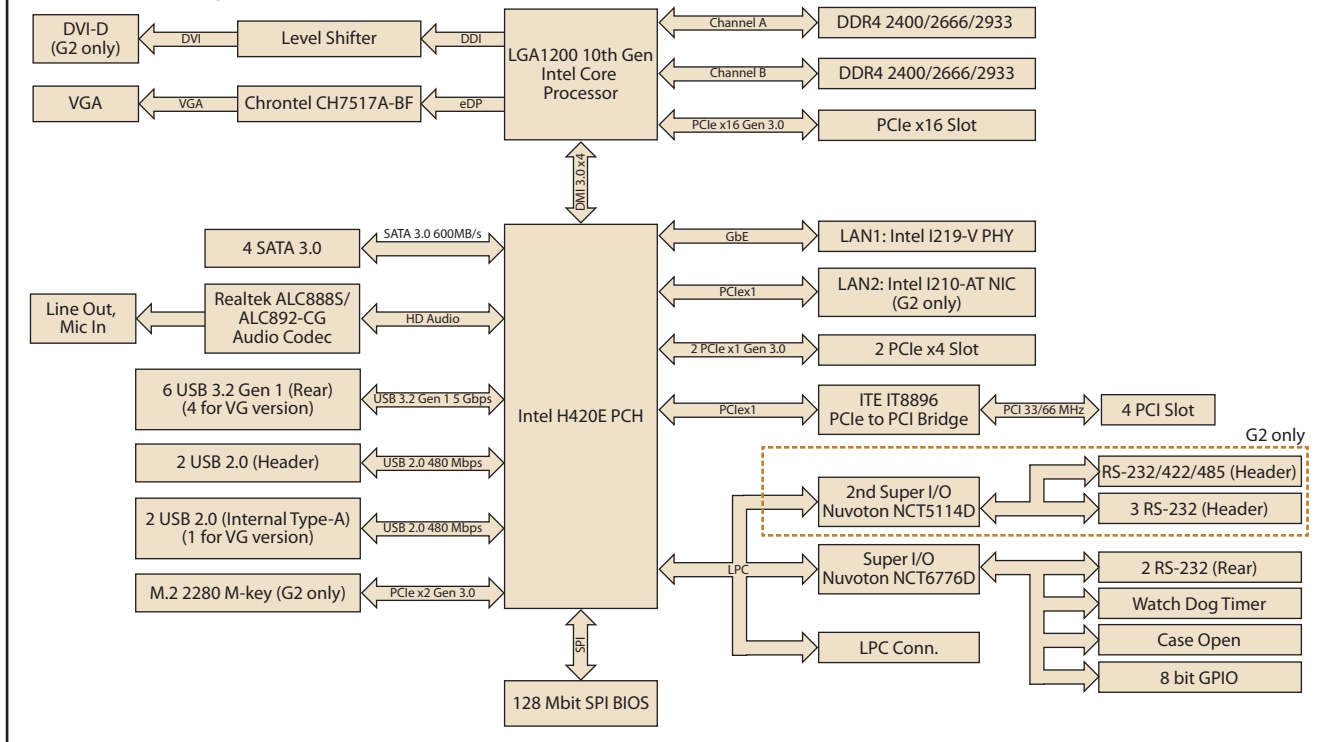 DVI-D
(G2 only)
DVI
Level Shifter
DDI
LGA1200 10th Gen
Intel Core
Processor
Channel A
DDR4 2400/2666/2933
Channel B
DDR4 2400/2666/2933
VGA
VGA
Chrontel CH7517A-BF
eDP
PCIe x16 Gen 3.0
PCIe x16 Slot
DMI 3.0 x4
4 SATA 3.0
SATA 3.0 600MB/s
GbE
LAN1: Intel I219-V PHY
Line Out,
Mic In
Realtek ALC888S/
ALC892-CG
Audio Codec
HD Audio
PCIex1
LAN2: Intel I210-AT NIC
(G2 only)
2 PCIe x1 Gen 3.0
2 PCIe x4 Slot
6 USB 3.2 Gen 1 (Rear)
(4 for VG version)
USB 3.2 Gen 1 5 Gbps
Intel H420E PCH
PCIex1
ITE IT8896
PCIe to PCI Bridge
PCI 33/66 MHz
4 PCI Slot
G2 only
2 USB 2.0 (Header)
USB 2.0 480 Mbps
2nd Super I/O
Nuvoton NCT5114D
RS-232/422/485 (Header)
3 RS-232 (Header)
2 USB 2.0 (Internal Type-A)
(1 for VG version)
USB 2.0 480 Mbps
LPC
Super I/O
Nuvoton NCT6776D
2 RS-232 (Rear)
Watch Dog Timer
Case Open
8 bit GPIO
M.2 2280 M-key (G2 only)
PCIe x2 Gen 3.0
LPC Conn.
SPI
128 Mbit SPI BIOS